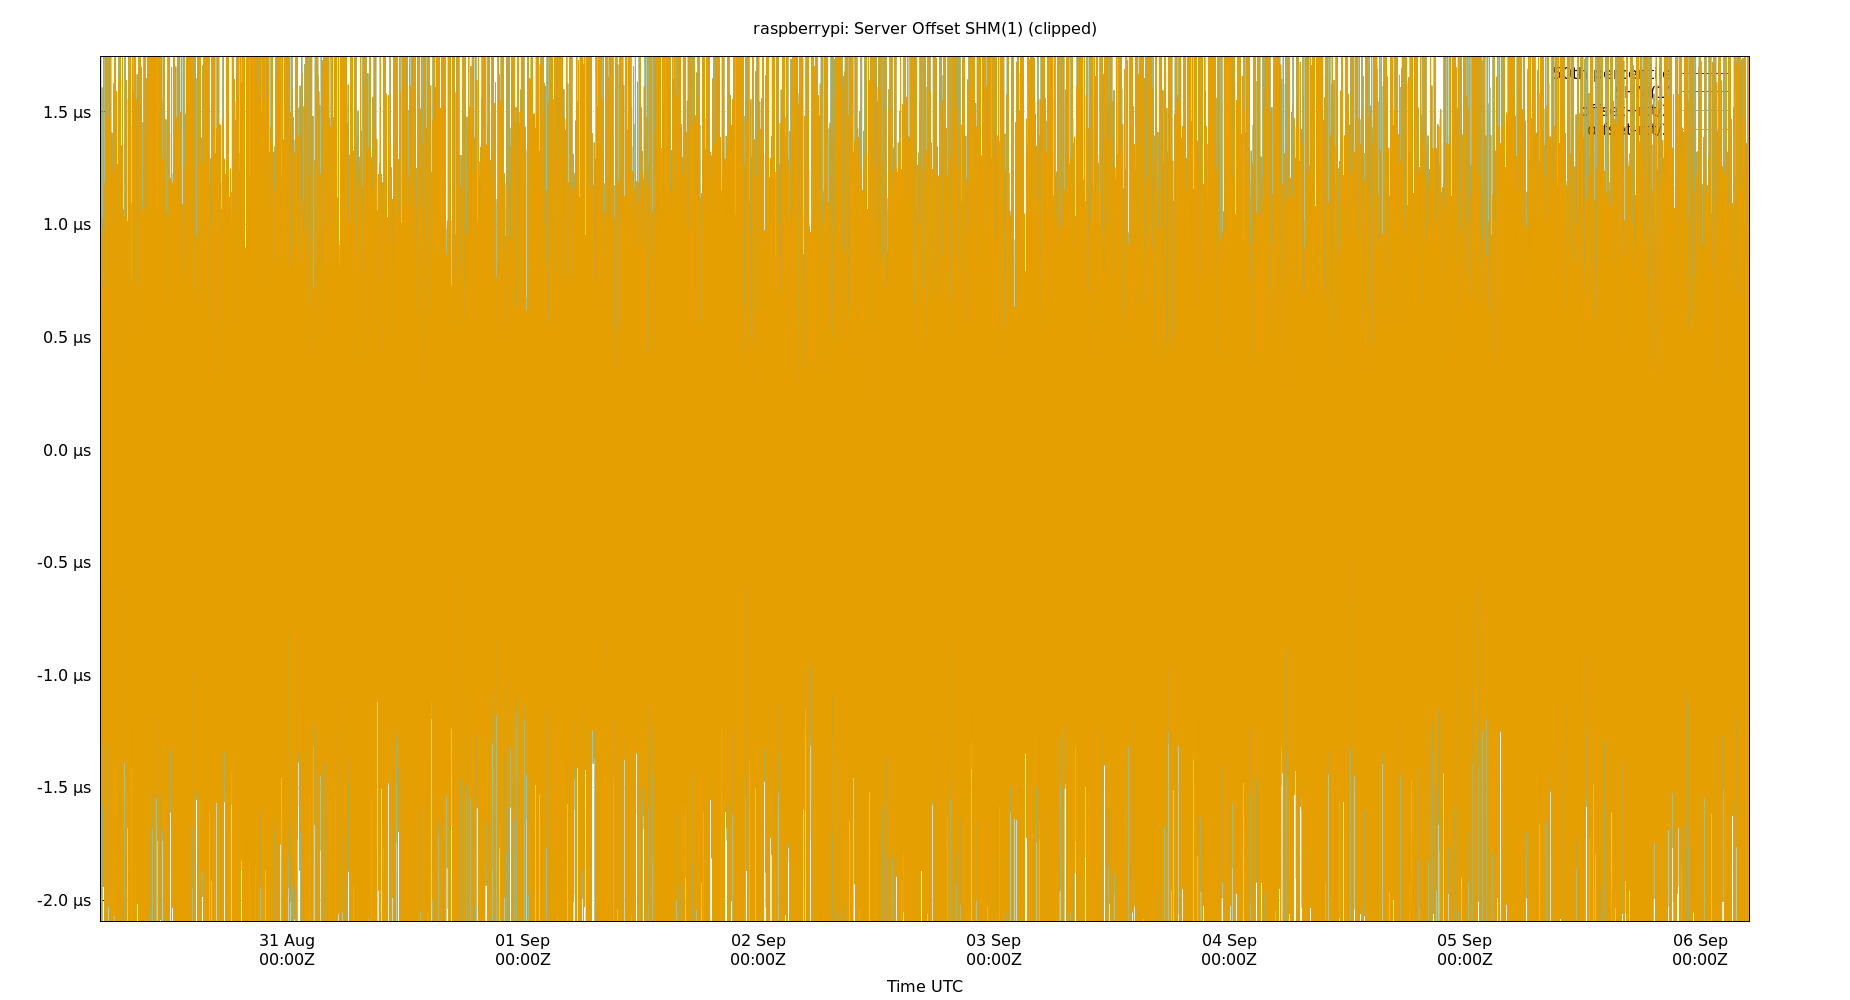 raspberrypi: Server Offset SHM(1) (clipped)
1.5 µs
1.0 µs
0.5 µs
0.0 µs
-0.5 µs
-1.0 µs
-1.5 µs
-2.0 µs
31 Aug 01 Sep 02 Sep 03 Sep 04 Sep 05 Sep 06 Sep
00:00Z 00:00Z 00:00Z 00:00Z 00:00Z 00:00Z 00:00Z
Time UTC